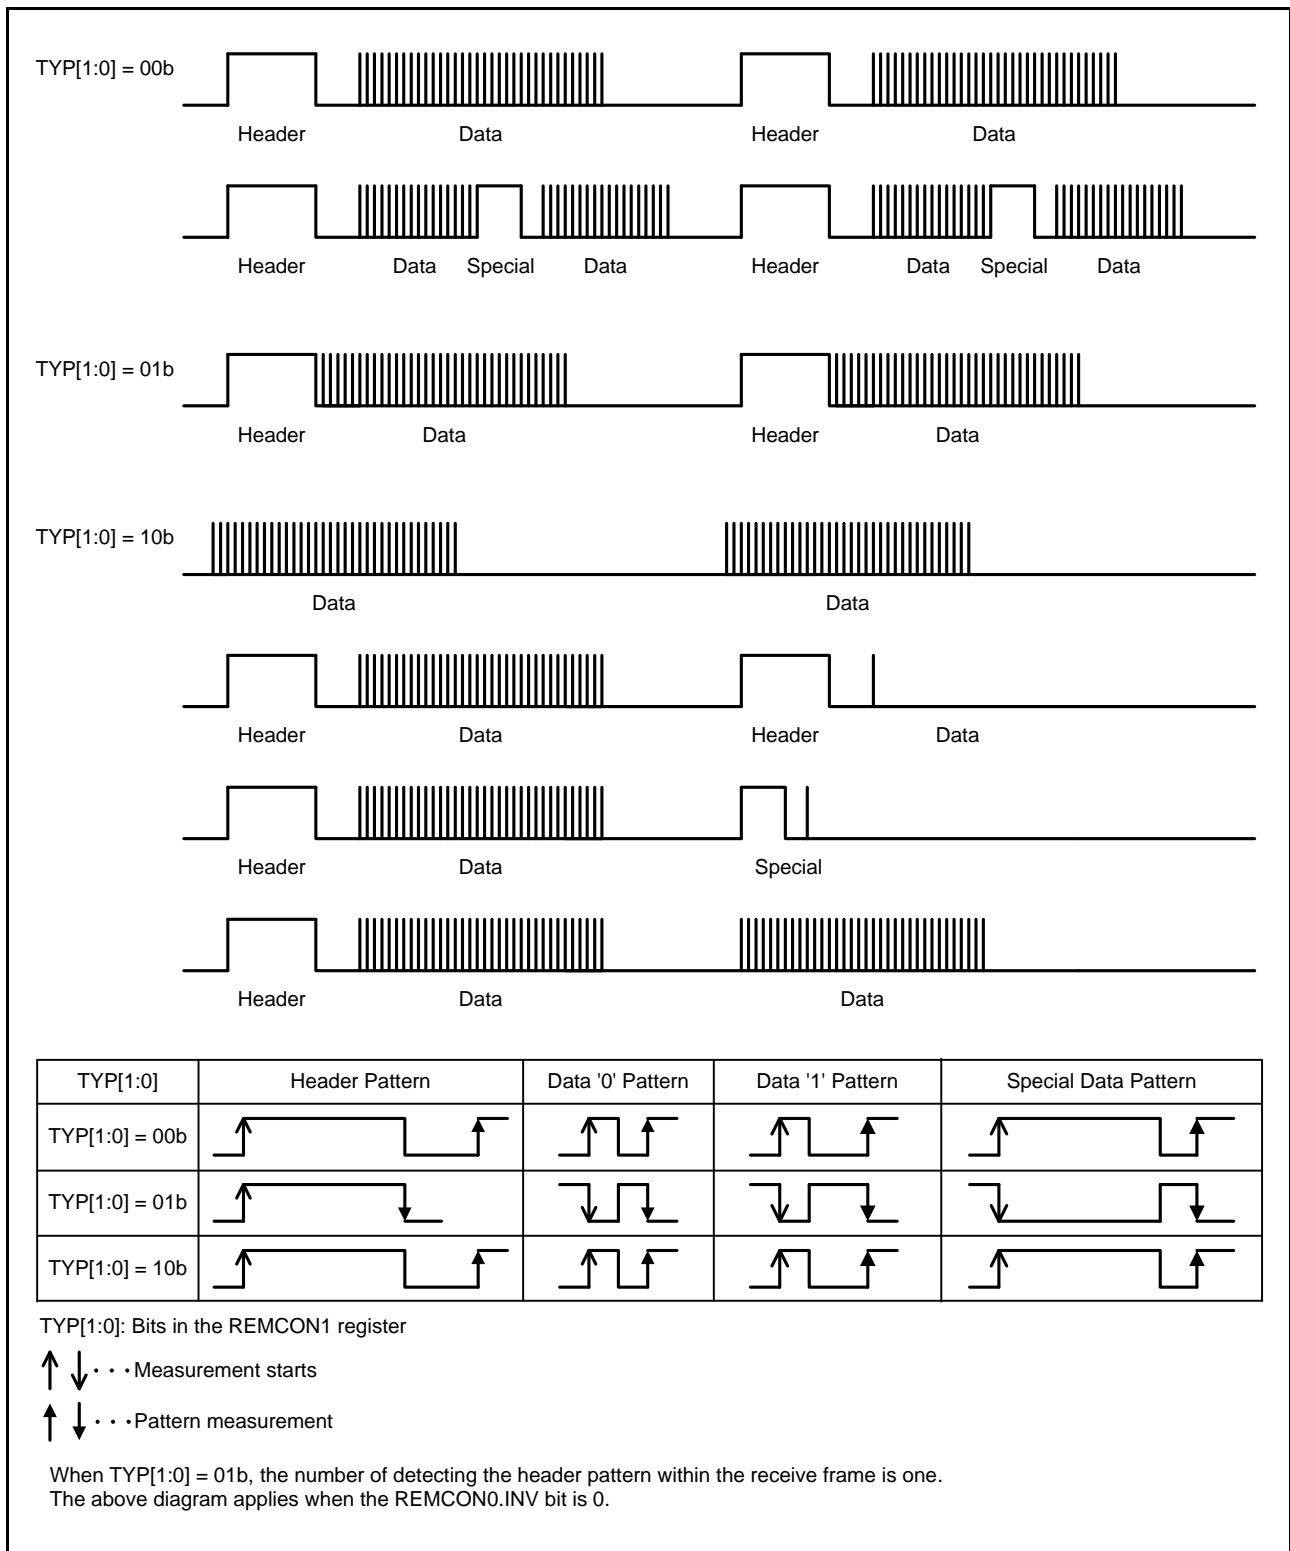 TYP[1:0] = 00b
Header Data Header Data
Header Data Special Data Header Data Special Data
TYP[1:0] = 01b
Header Data Header Data
TYP[1:0] = 10b
Data Data
Header Data Header Data
Header Data Special
Header Data Data
TYP[1:0] Header Pattern Data '0' Pattern Data '1' Pattern Special Data Pattern
TYP[1:0] = 00b
TYP[1:0] = 01b
TYP[1:0] = 10b
TYP[1:0]: Bits in the REMCON1 register
· · · Measurement starts
· · · Pattern measurement
When TYP[1:0] = 01b, the number of detecting the header pattern within the receive frame is one.
The above diagram applies when the REMCON0.INV bit is 0.